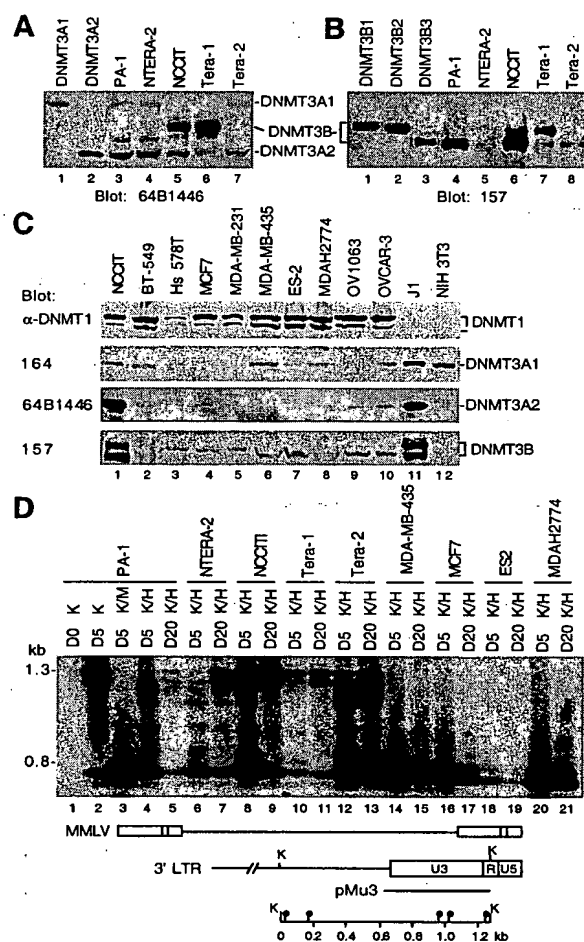 A
DNMT3A1
DNMT3A2
PA-1
NTERA-2
NCCIT
Tera-1
Tera-2
-DNMT3A1
DNMT3B-
-DNMT3A2
1 2 3 4 5 6 7
Blot: 64B1446
B
DNMT3B1
DNMT3B2
DNMT3B3
PA-1
NTERA-2
NCCIT
Tera-1
Tera-2
1 2 3 4 5 6 7 8
Blot: 157
C
NCCIT
BT-549
Hs 578T
MCF7
MDA-MB-231
MDA-MB-435
ES-2
MDAH2774
OV1063
OVCAR-3
J1
NIH 3T3
Blot:
α-DNMT1
DNMT1
164
-DNMT3A1
64B1446
-DNMT3A2
157
DNMT3B
1 2 3 4 5 6 7 8 9 10 11 12
D
PA-1
NTERA-2
NCCIT
Tera-1
Tera-2
MDA-MB-435
MCF7
ES2
MDAH2774
K K K/M K/H K/H K/H K/H K/H K/H K/H K/H K/H K/H K/H K/H K/H K/H K/H K/H K/H K/H
D0 D5 D5 D5 D20 D5 D20 D5 D20 D5 D20 D5 D20 D5 D20 D5 D20 D5 D20 D5 D20
kb
1.3-
0.8-
1 2 3 4 5 6 7 8 9 10 11 12 13 14 15 16 17 18 19 20 21
MMLV
K K
3' LTR U3 R U5
pMu3
K K
0 0.2 0.4 0.6 0.8 1.0 1.2 kb